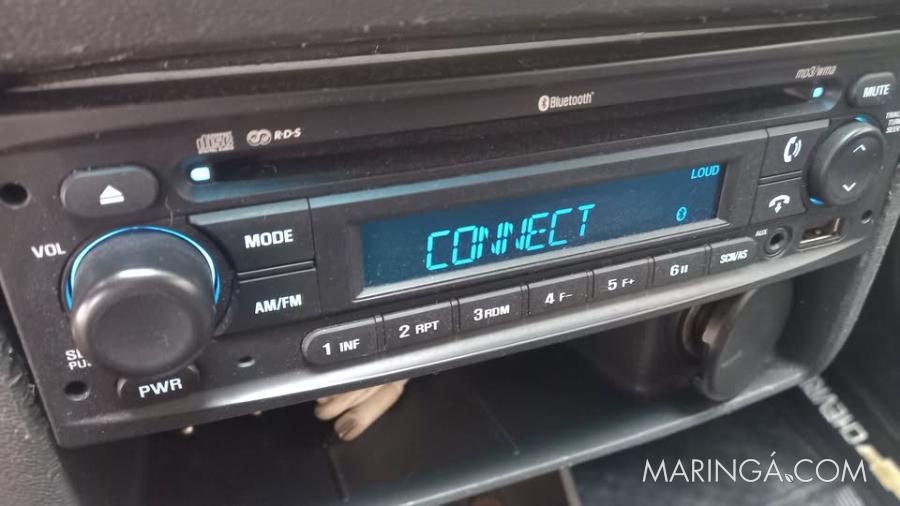 mp3/wma
Bluetooth
MUTE
R·D·S
LOUD
VOL
MODE
CONNECT
AUX
AM/FM
1 INF
2 RPT
3 RDM
4 F-
5 F+
6 II
SCN/AS
PWR
MARINGÁ.COM